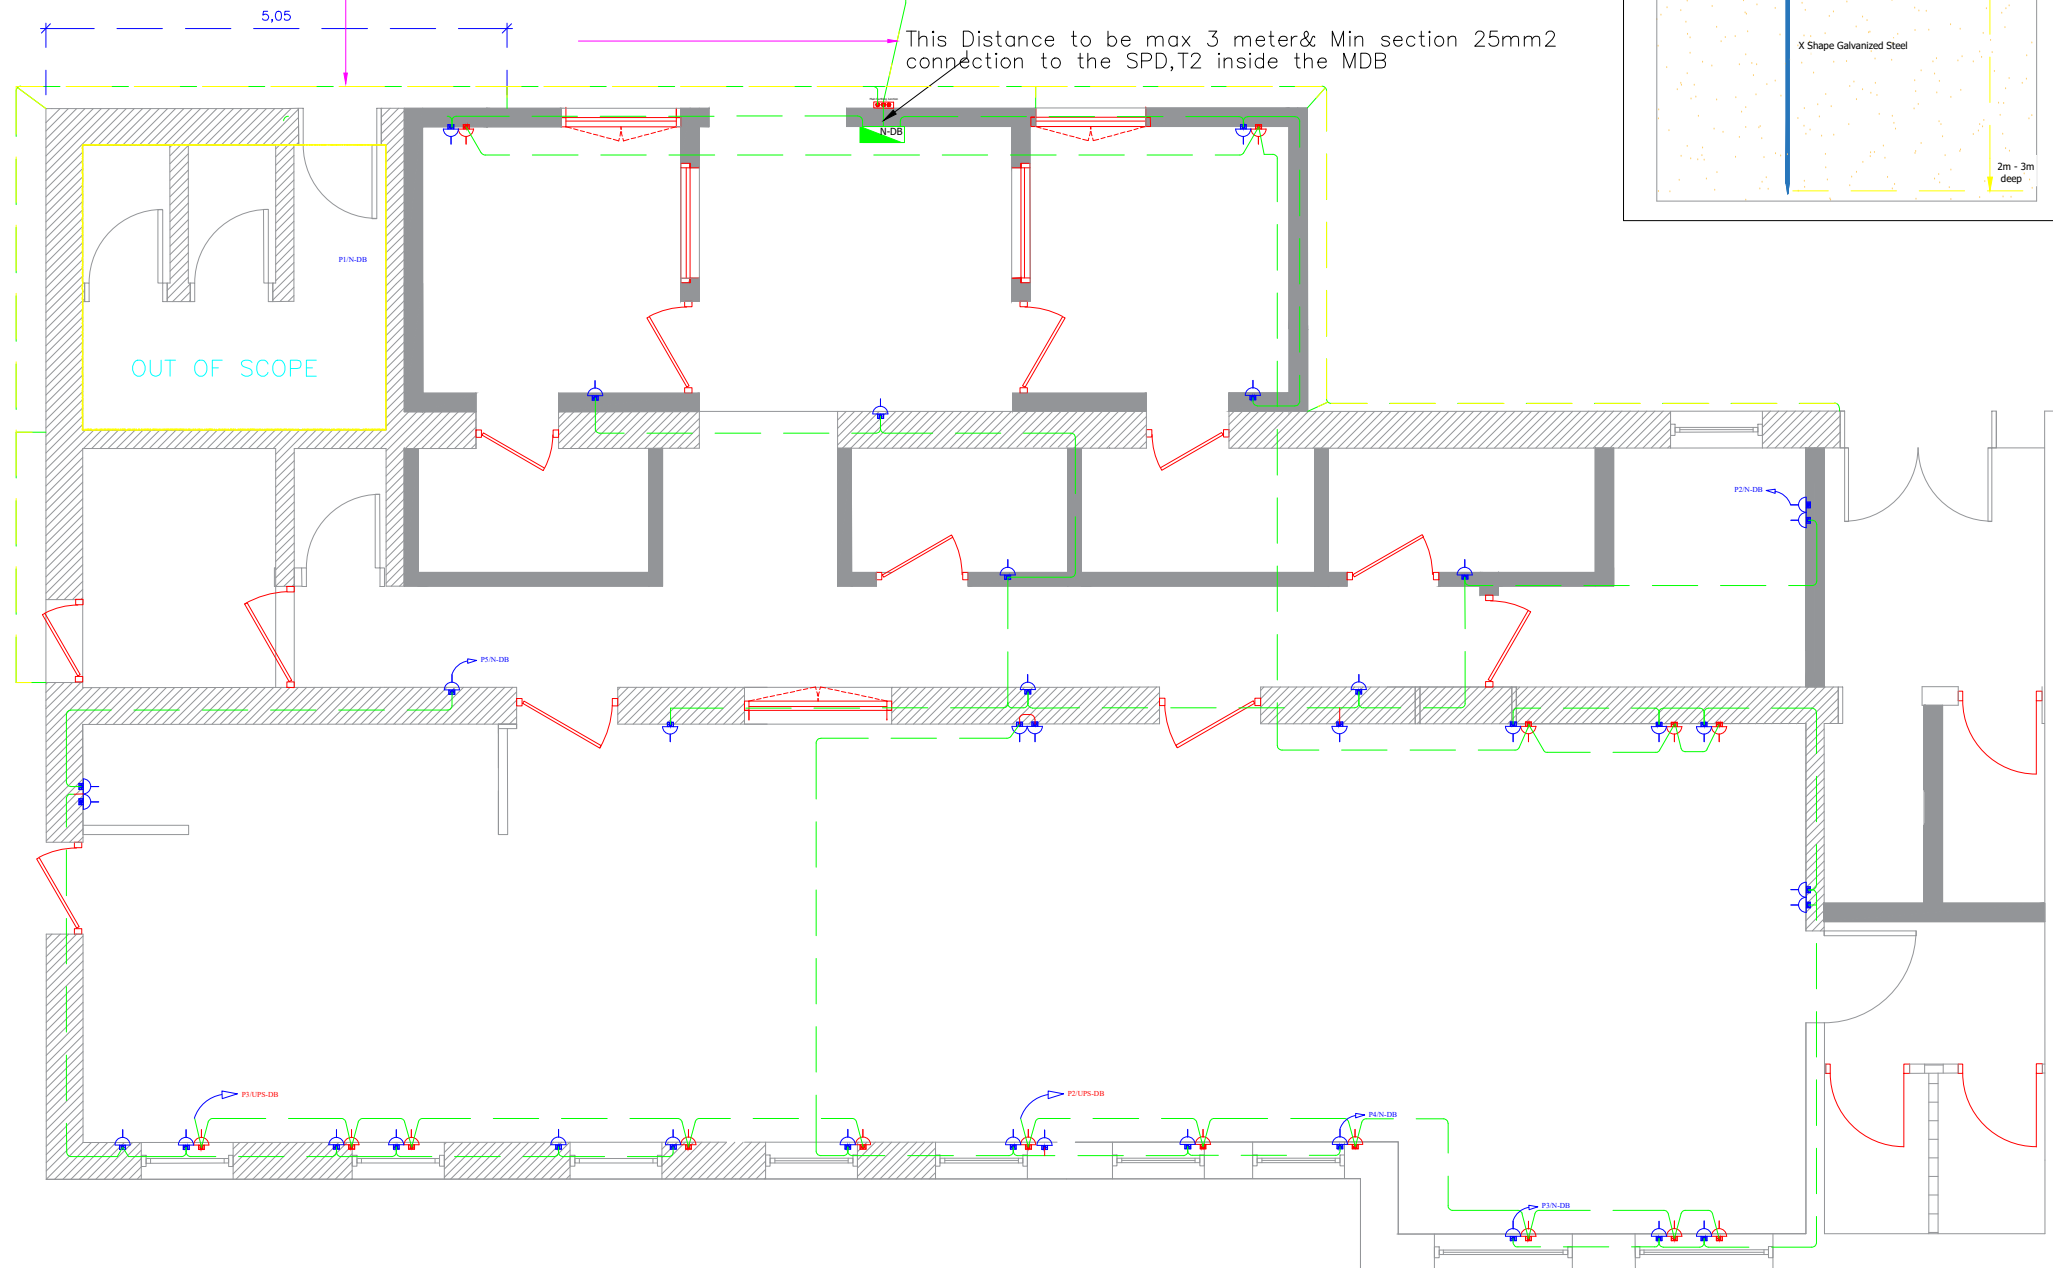 5,05
This Distance to be max 3 meter& Min section 25mm2
connection to the SPD,T2 inside the MDB
X Shape Galvanized Steel
2m - 3m
deep
N-DB
P1/N-DB
OUT OF SCOPE
P2/N-DB
P5/N-DB
P3/UPS-DB
P2/UPS-DB
P4/N-DB
P3/N-DB